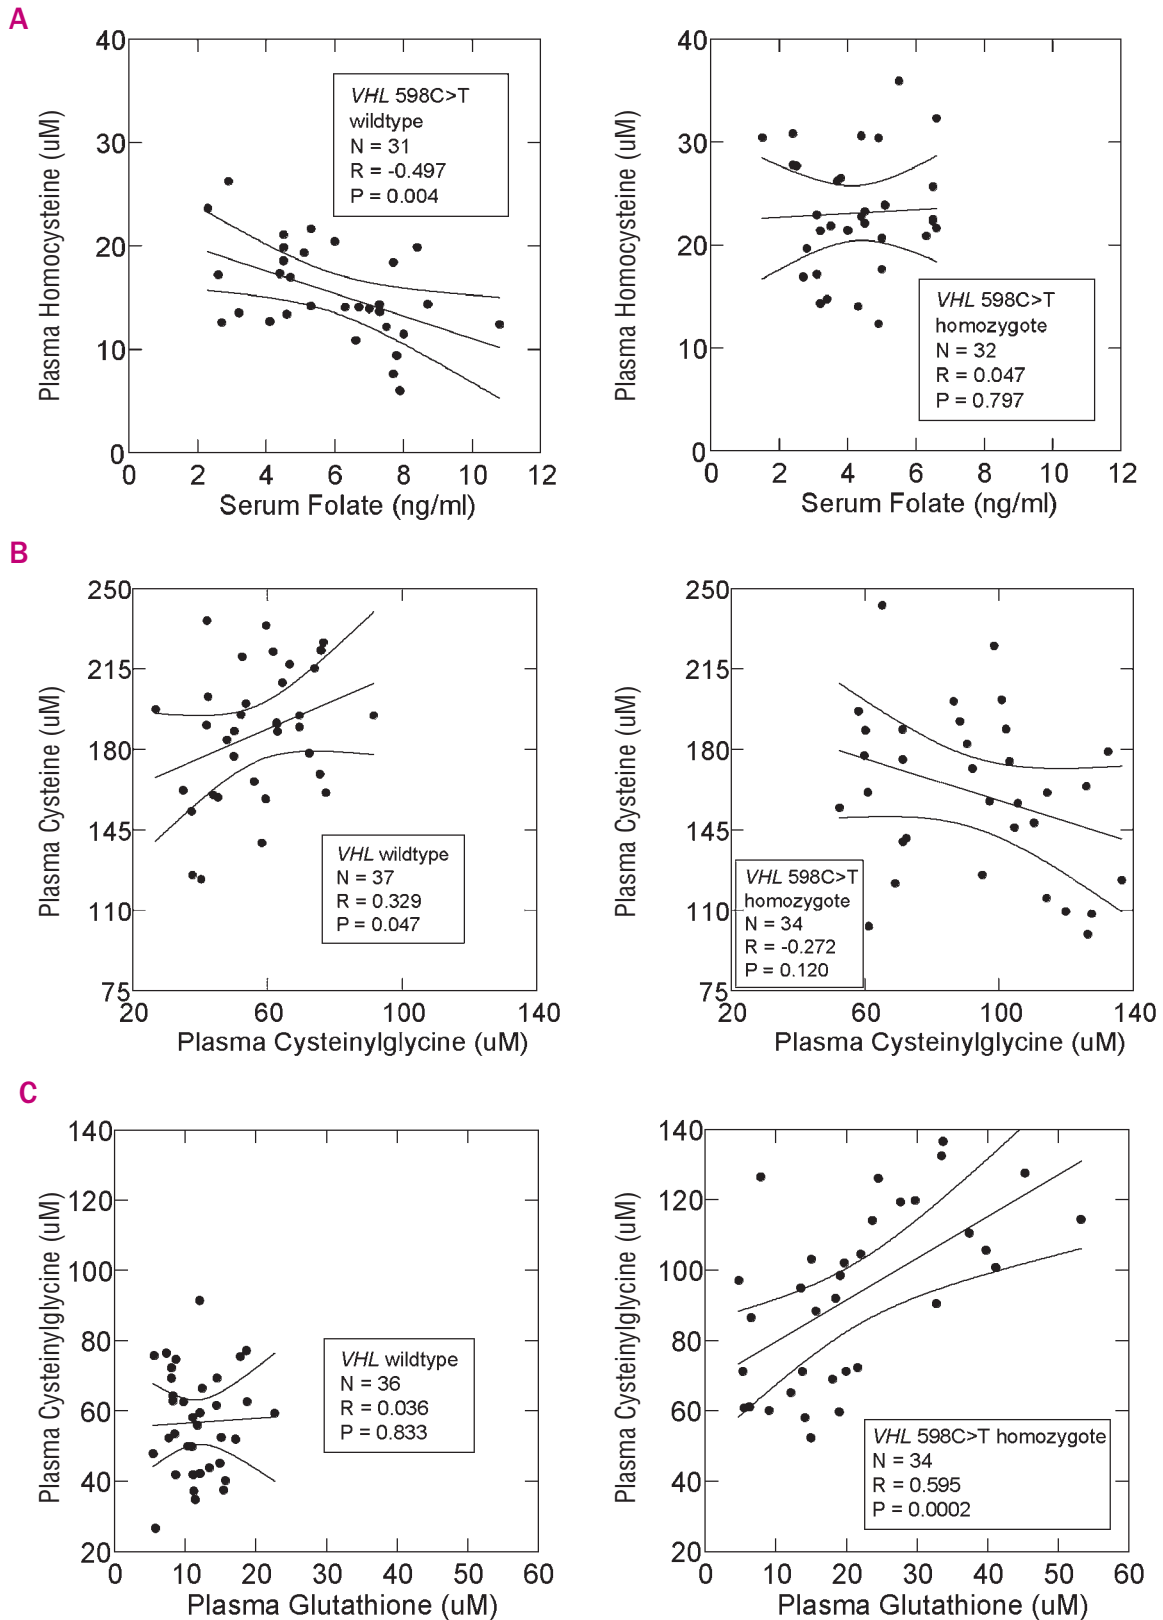 A
40
30
20
10
0
Plasma Homocysteine (uM)
VHL 598C>T
wildtype
N = 31
R = -0.497
P = 0.004
0 2 4 6 8 10 12
Serum Folate (ng/ml)
40
30
20
10
0
Plasma Homocysteine (uM)
VHL 598C>T
homozygote
N = 32
R = 0.047
P = 0.797
0 2 4 6 8 10 12
Serum Folate (ng/ml)
B
250
215
180
145
110
75
Plasma Cysteine (uM)
VHL wildtype
N = 37
R = 0.329
P = 0.047
20 60 100 140
Plasma Cysteinylglycine (uM)
250
215
180
145
110
75
Plasma Cysteine (uM)
VHL 598C>T
homozygote
N = 34
R = -0.272
P = 0.120
20 60 100 140
Plasma Cysteinylglycine (uM)
C
140
120
100
80
60
40
20
Plasma Cysteinylglycine (uM)
VHL wildtype
N = 36
R = 0.036
P = 0.833
0 10 20 30 40 50 60
Plasma Glutathione (uM)
140
120
100
80
60
40
20
Plasma Cysteinylglycine (uM)
VHL 598C>T homozygote
N = 34
R = 0.595
P = 0.0002
0 10 20 30 40 50 60
Plasma Glutathione (uM)